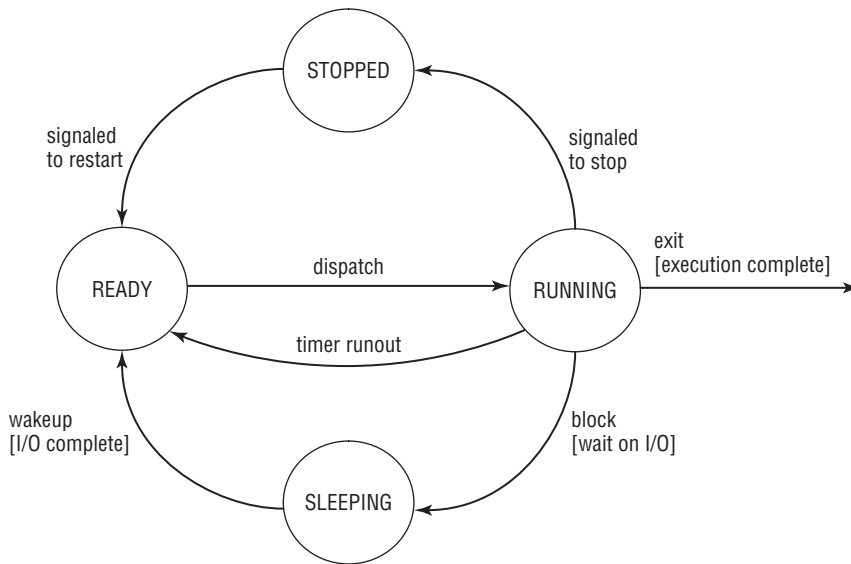 STOPPED
signaled
to restart
signaled
to stop
exit
[execution complete]
READY
dispatch
RUNNING
timer runout
wakeup
[I/O complete]
block
[wait on I/O]
SLEEPING